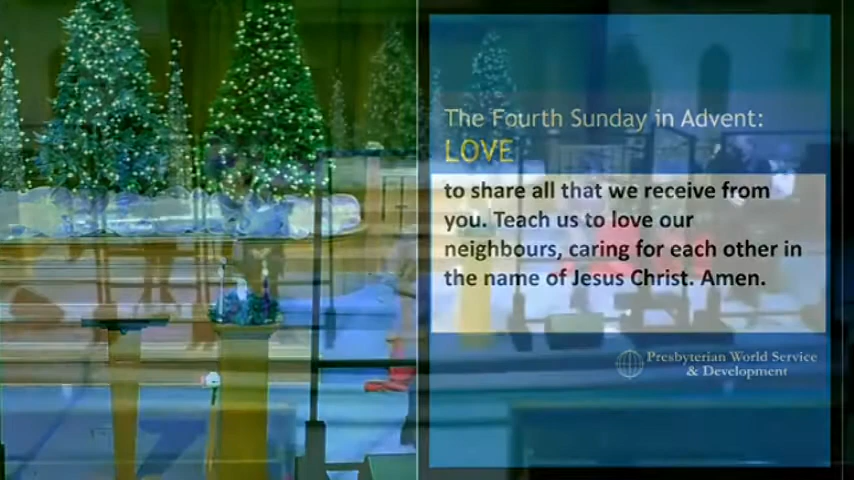 The Fourth Sunday in Advent:
LOVE
to share all that we receive from
you. Teach us to love our
neighbours, caring for each other in
the name of Jesus Christ. Amen.
Presbyterian World Service
& Development